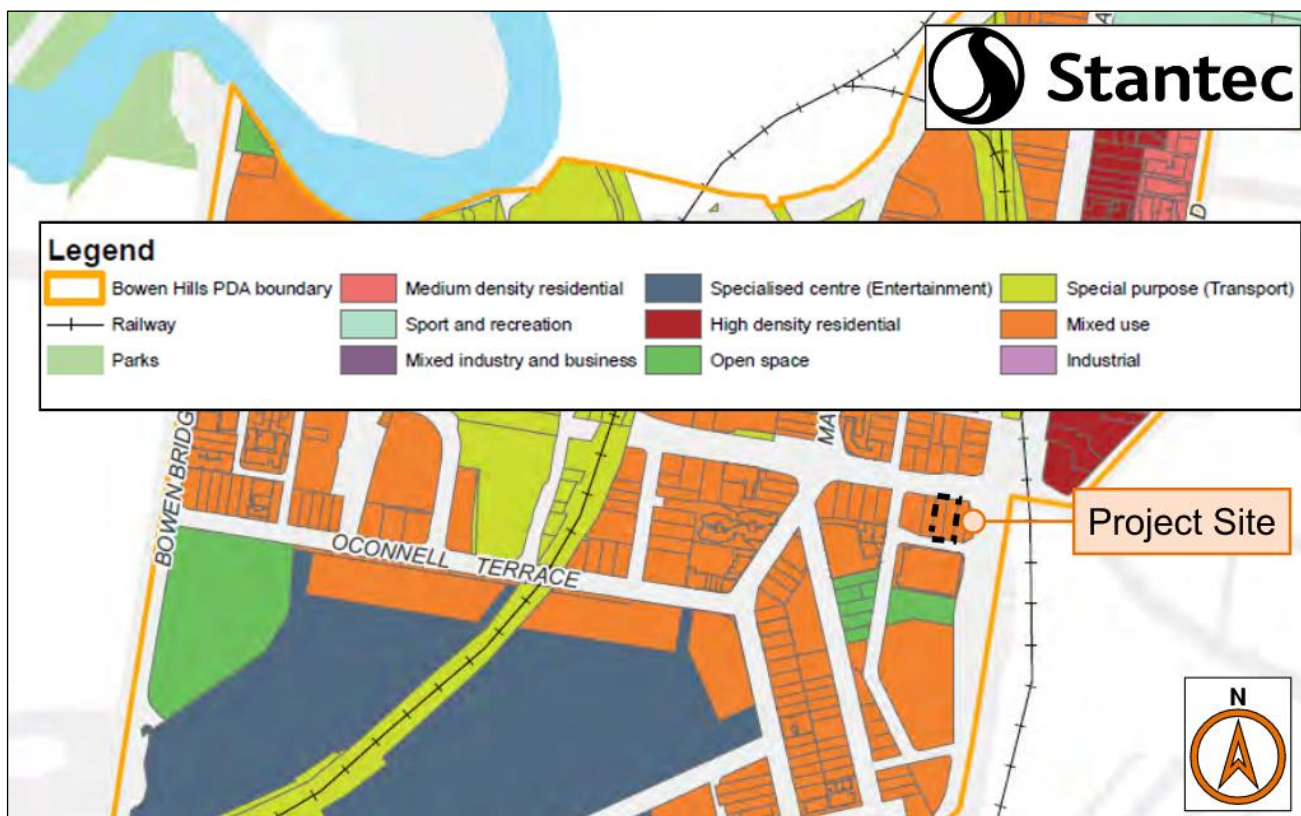 Stantec
Legend
Bowen Hills PDA boundary
Medium density residential
Specialised centre (Entertainment)
Special purpose (Transport)
Railway
Sport and recreation
High density residential
Mixed use
Parks
Mixed industry and business
Open space
Industrial
BOWEN BRIDG
MA
OCONNELL TERRACE
Project Site
N
A
D